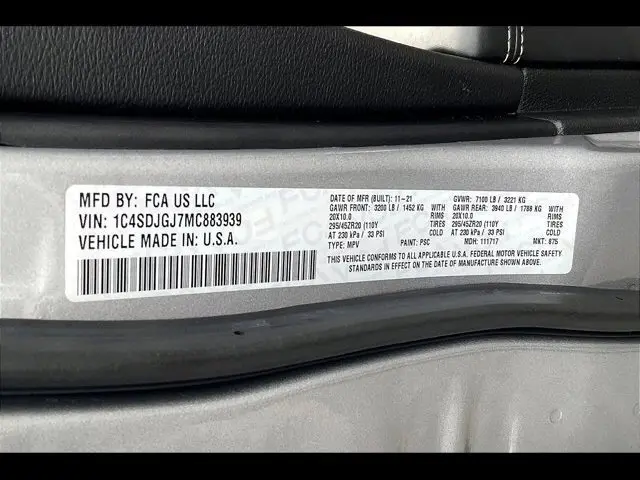 MFD BY: FCA US LLC
VIN: 1C4SDJGJ7MC883939
VEHICLE MADE IN: U.S.A.
DATE OF MFR (BUILT): 11-21
GVWR: 7100 LB / 3221 KG
GAWR FRONT: 3200 LB / 1452 KG
GAWR REAR: 3940 LB / 1788 KG
20X10.0 RIMS 20X10.0 RIMS
295/45ZR20 (110Y TIRES 295/45ZR20 (110Y TIRES
AT 230 kPa / 33 PSI COLD AT 230 kPa / 33 PSI COLD
TYPE: MPV PAINT: PSC MDH: 111717 MKT: 875
THIS VEHICLE CONFORMS TO ALL APPLICABLE U.S.A. FEDERAL MOTOR VEHICLE SAFETY
STANDARDS IN EFFECT ON THE DATE OF MANUFACTURE SHOWN ABOVE.